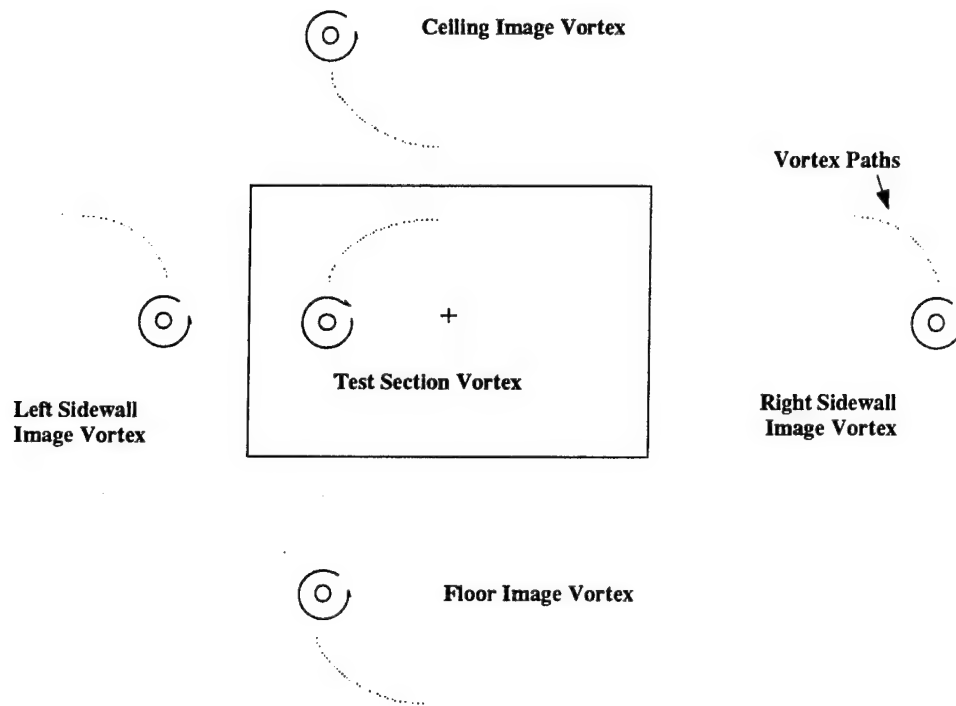 Ceiling Image Vortex
Vortex Paths
Test Section Vortex
Left Sidewall
Image Vortex
Right Sidewall
Image Vortex
Floor Image Vortex